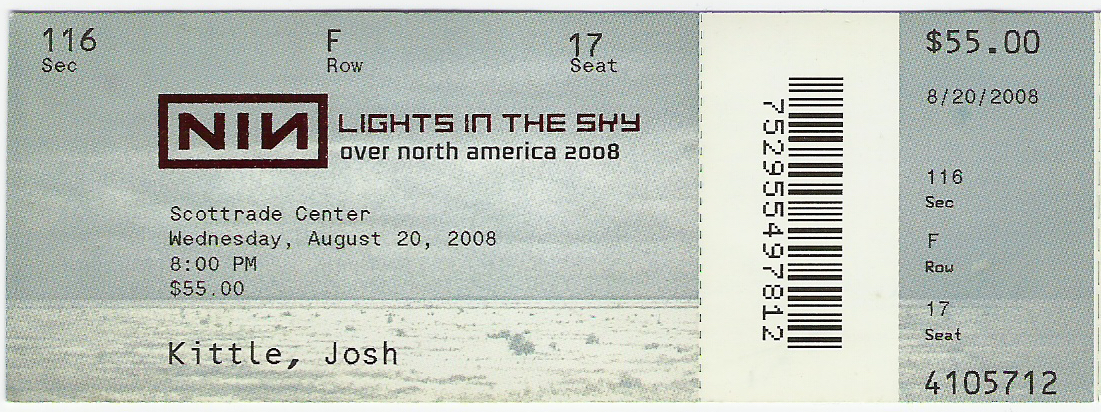 116 F 17
Sec Row Seat
NIN LIGHTS IN THE SKY
over north america 2008
Scottrade Center
Wednesday, August 20, 2008
8:00 PM
$55.00
Kittle, Josh
752955497812
$55.00
8/20/2008
116
Sec
F
Row
17
Seat
4105712